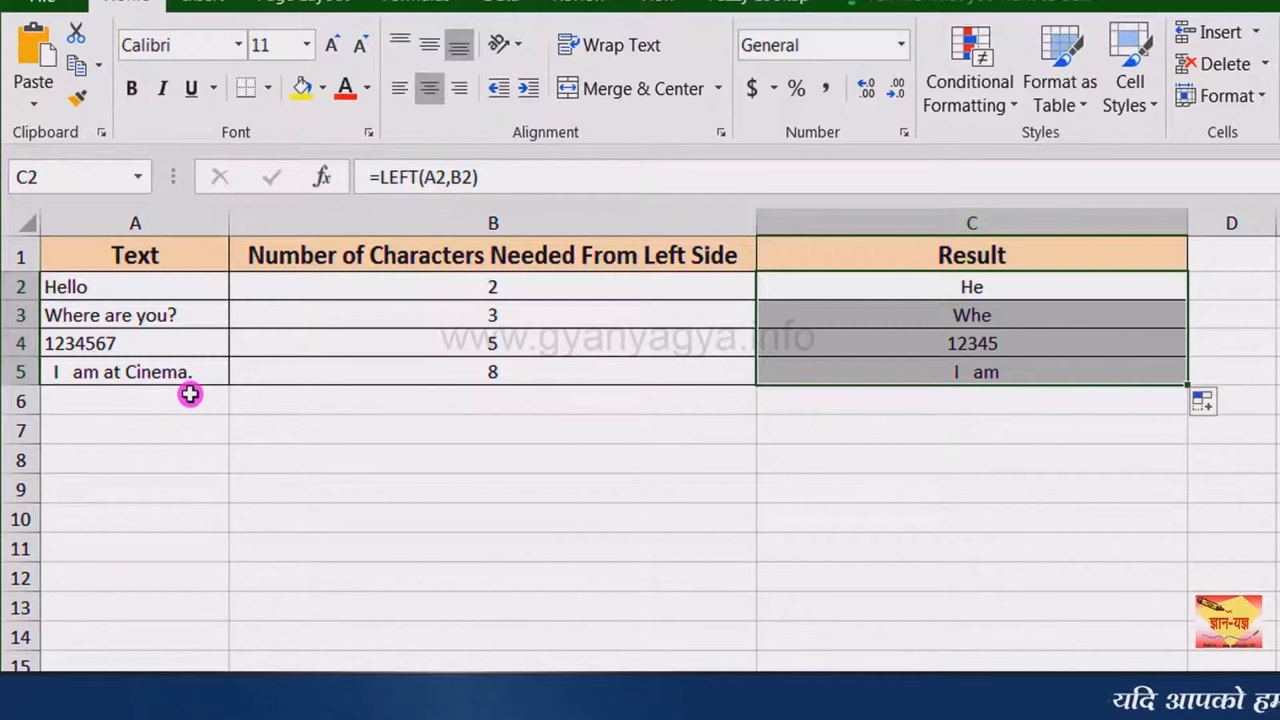 Calibri 11 Wrap Text General Insert
Paste Delete
B I U Merge & Center $ % Conditional Formatting Format as Table Cell Styles Format
Clipboard Font Alignment Number Styles Cells
C2 fx =LEFT(A2,B2)
A B C D
1 Text Number of Characters Needed From Left Side Result
2 Hello 2 He
3 Where are you? 3 Whe
www.gyanyagya.info
4 1234567 5 12345
5 I am at Cinema. 8 I am
6
7
8
9
10
11
12
13
14
15
ज्ञान-यज्ञ
यदि आपको हम